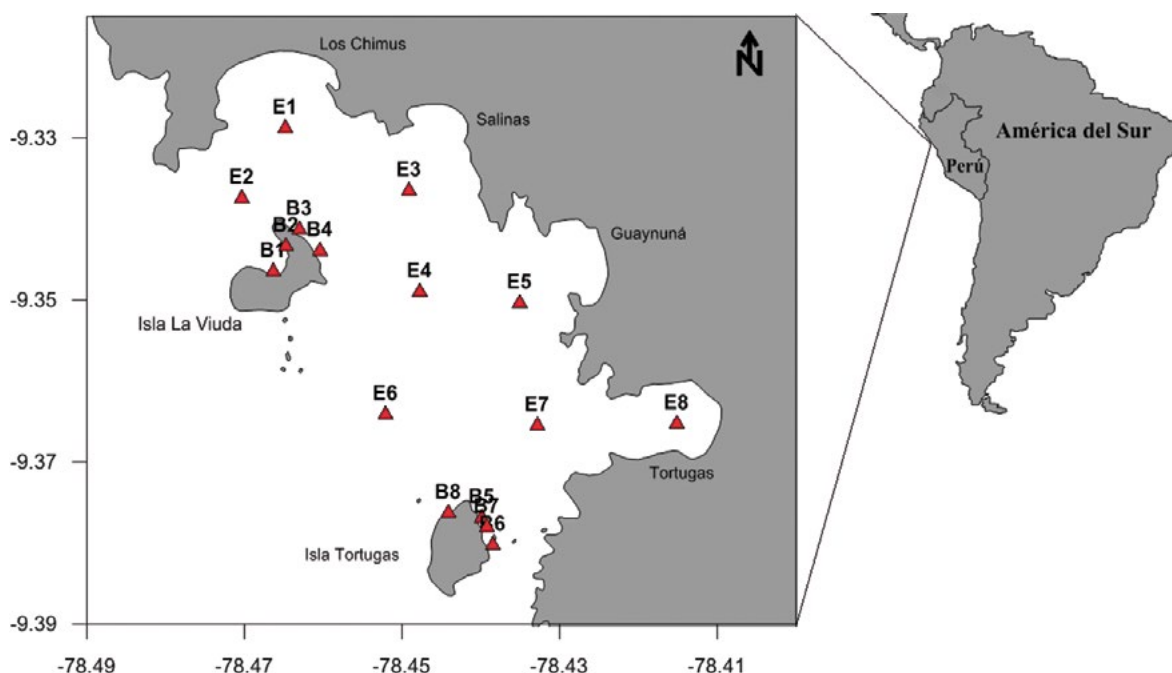 Los Chimus
N
E1
Salinas
América del Sur
-9.33
Perú
E3
E2
B3
B2
B4
Guaynuná
B1
E4
E5
-9.35
Isla La Viuda
E6
E7
E8
-9.37
Tortugas
B8
B5
B7
B6
Isla Tortugas
-9.39
-78.49
-78.47
-78.45
-78.43
-78.41